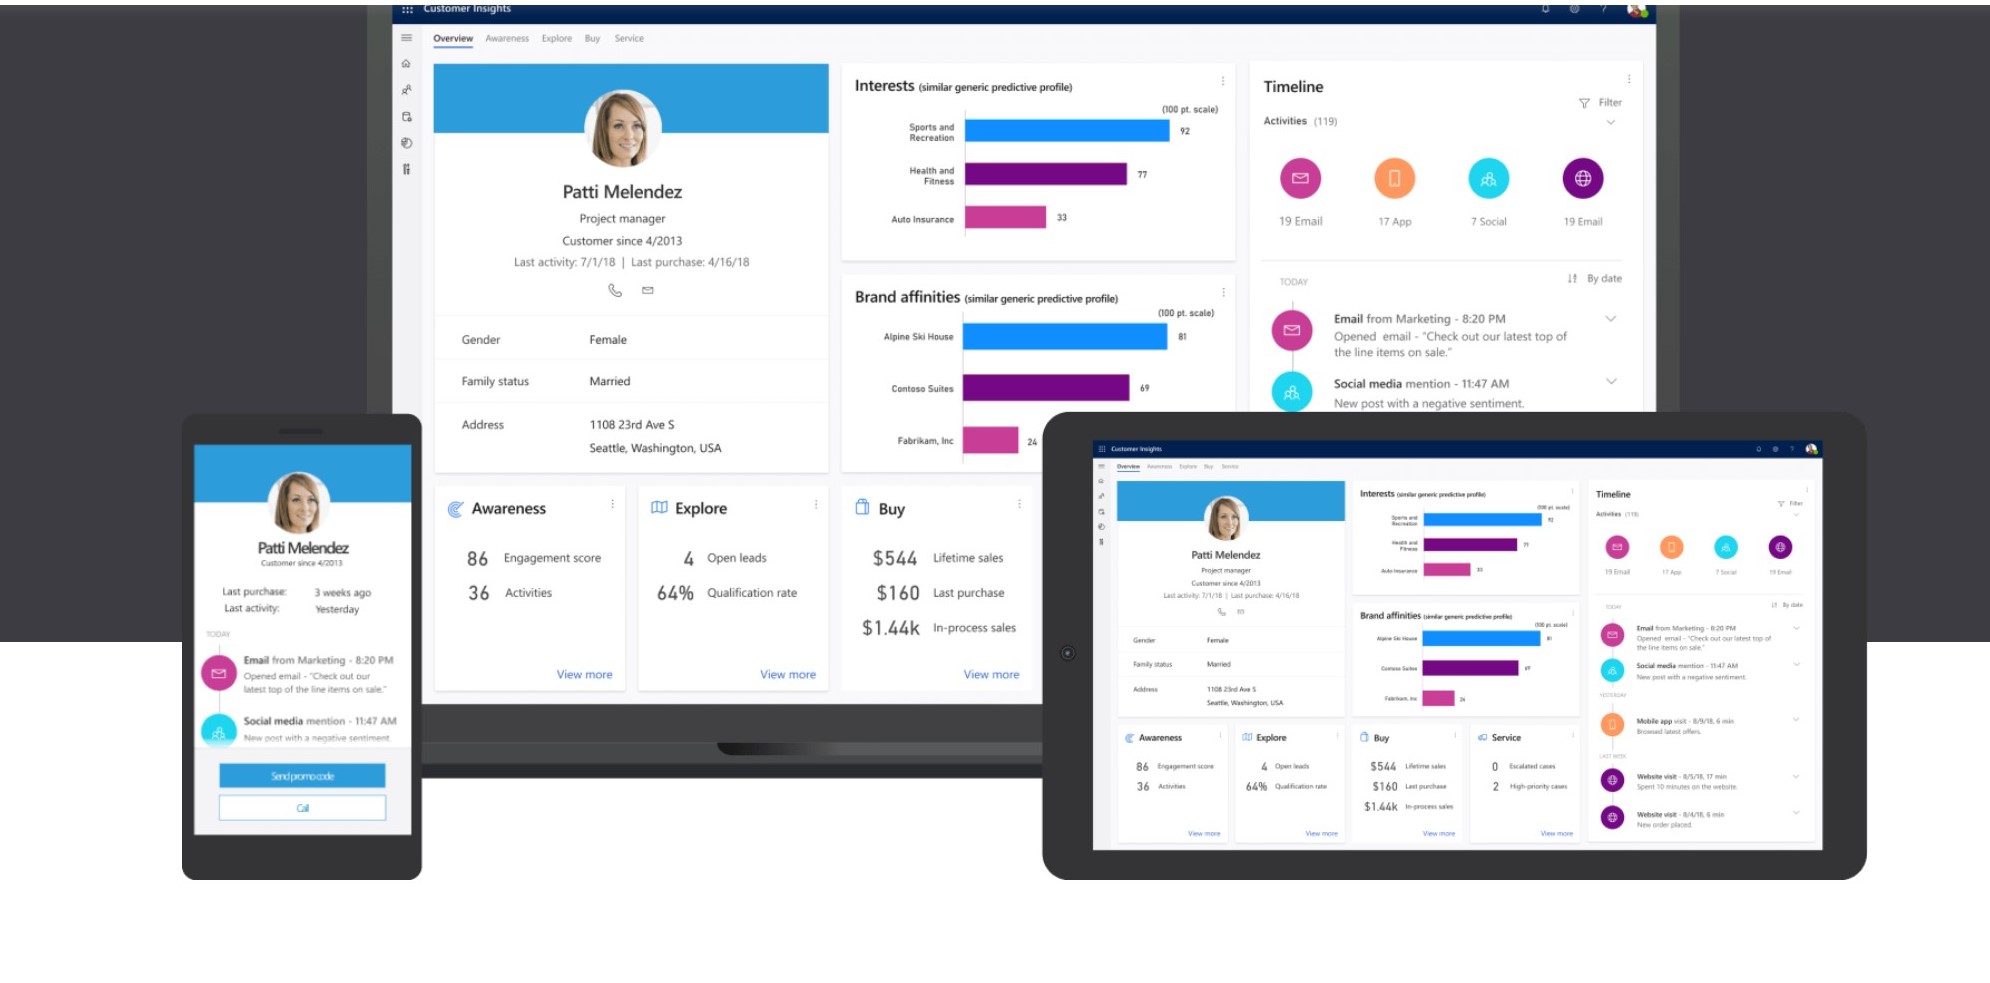 Customer Insights
?
Overview Awareness Explore Buy Service
Patti Melendez
Project manager
Customer since 4/2013
Last activity: 7/1/18 | Last purchase: 4/16/18
Gender Female
Family status Married
Address 1108 23rd Ave S
Seattle, Washington, USA
Interests (similar generic predictive profile)
(100 pt. scale)
Sports and
Recreation
92
Health and
Fitness
77
Auto Insurance 33
Brand affinities (similar generic predictive profile)
(100 pt. scale)
Alpine Ski House 81
Contoso Suites 69
Fabrikam, Inc 24
Timeline
Filter
Activities (119)
19 Email 17 App 7 Social 19 Email
TODAY By date
Email from Marketing - 8:20 PM
Opened email - "Check out our latest top of
the line items on sale."
Social media mention - 11:47 AM
New post with a negative sentiment.
Awareness
86 Engagement score
36 Activities
View more
Explore
4 Open leads
64% Qualification rate
View more
Buy
$544 Lifetime sales
$160 Last purchase
$1.44k In-process sales
View more
Patti Melendez
Customer since 4/2013
Last purchase: 3 weeks ago
Last activity: Yesterday
TODAY
Email from Marketing - 8:20 PM
Opened email - "Check out our
latest top of the line items on sale."
Social media mention - 11:47 AM
New post with a negative sentiment.
Send promo code
Call
Customer Insights
?
Overview Awareness Explore Buy Service
Patti Melendez
Project manager
Customer since 4/2013
Last activity: 7/1/18 | Last purchase: 4/16/18
Gender Female
Family status Married
Address 1108 23rd Ave S
Seattle, Washington, USA
Interests (similar generic predictive profile)
(100 pt. scale)
Sports and
Recreation
92
Health and
Fitness
Auto Insurance 33
Brand affinities (similar generic predictive profile)
(100 pt. scale)
Alpine Ski House 81
Contoso Suites 69
Fabrikam, Inc
Timeline
Filter
Activities (119)
19 Email 17 App 7 Social 19 Email
TODAY By date
Email from Marketing - 8:20 PM
Opened email - "Check out our latest top of
the line items on sale."
Social media mention - 11:47 AM
New post with a negative sentiment.
YESTERDAY
Mobile app visit - 8/9/18, 6 min
Browsed latest offers.
LAST WEEK
Website visit - 8/5/18, 17 min
Spent 10 minutes on the website.
Website visit - 8/4/18, 6 min
New order placed.
Awareness
86 Engagement score
36 Activities
View more
Explore
4 Open leads
64% Qualification rate
View more
Buy
$544 Lifetime sales
$160 Last purchase
$1.44k In-process sales
View more
Service
0 Escalated cases
2 High-priority cases
View more